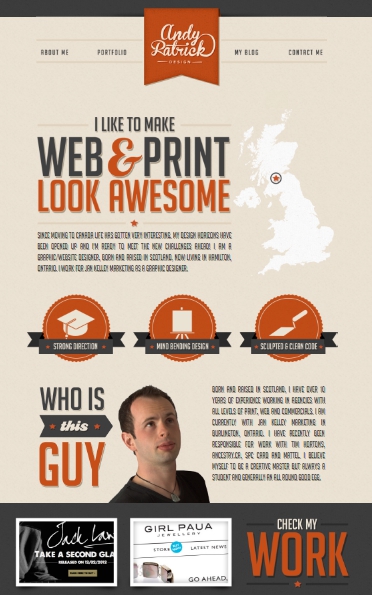 Andy
Patrick
DESIGN
ABOUT ME
PORTFOLIO
MY BLOG
CONTACT ME
I LIKE TO MAKE
WEB & PRINT
LOOK AWESOME
SINCE MOVING TO CANADA LIFE HAS GOTTEN VERY INTERESTING, MY DESIGN HORIZONS HAVE
BEEN OPENED UP AND I'M READY TO MEET THE NEW CHALLENGES AHEAD! I AM A
GRAPHIC/WEBSITE DESIGNER, BORN AND RAISED IN SCOTLAND, NOW LIVING IN HAMILTON,
ONTARIO. I WORK FOR JAN KELLEY MARKETING AS A GRAPHIC DESIGNER.
STRONG DIRECTION
MIND BENDING DESIGN
SCULPTED & CLEAN CODE
WHO IS
this
GUY
BORN AND RAISED IN SCOTLAND, I HAVE OVER 10
YEARS OF EXPERIENCE WORKING IN AGENCIES WITH
ALL LEVELS OF PRINT, WEB AND COMMERCIALS. I AM
CURRENTLY WITH JAN KELLEY MARKETING IN
BURLINGTON, ONTARIO. I HAVE RECENTLY BEEN
RESPONSIBLE FOR WORK WITH TIM HORTONS,
ANCESTRY.CA, SPC CARD AND MATTEL. I BELIEVE
MYSELF TO BE A CREATIVE MASTER BUT ALWAYS A
STUDENT AND GENERALLY AN ALL ROUND GOOD EGG.
Jack Lan
TAKE A SECOND GLA
RELEASED ON 12/02/2012
GIRL PAUA
JEWELLERY
STORE
LATEST NEWS
GO AHEAD,
CHECK MY
WORK